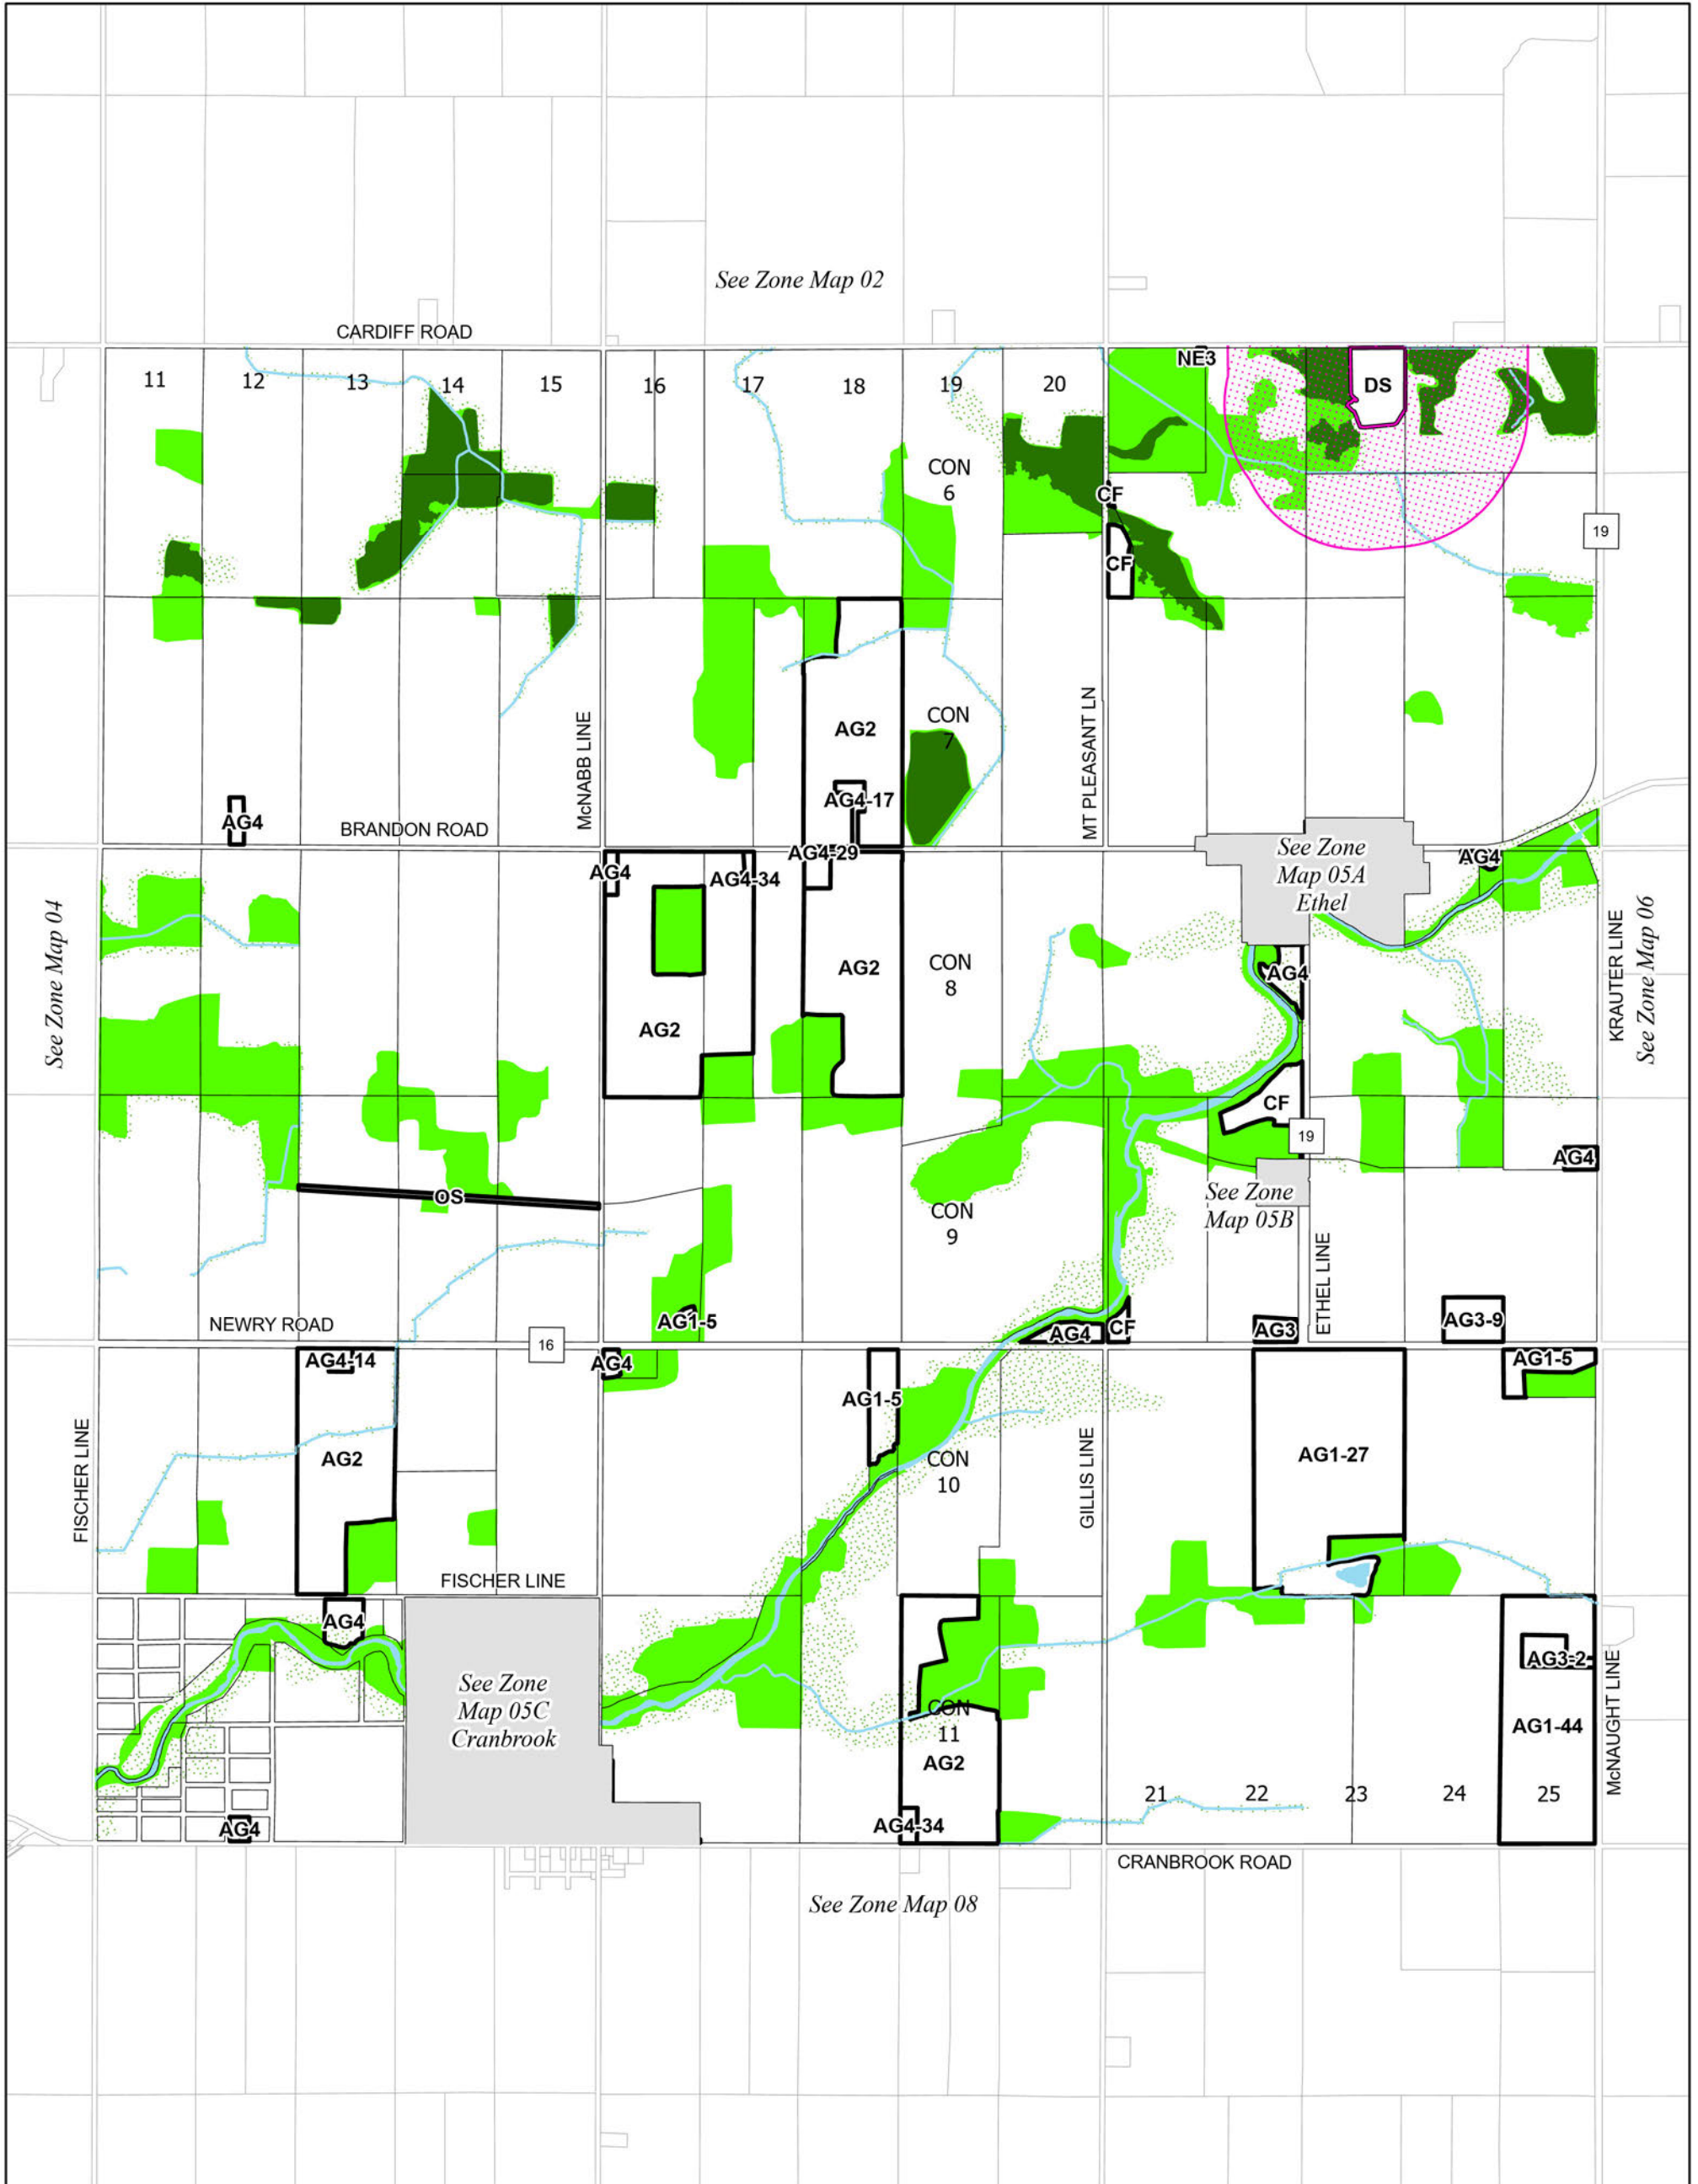 See Zone Map 02
CARDIFF ROAD
11
12
13
14
15
16
17
18
19
20
NE3
DS
CON
6
CF
CF
19
McNABB LINE
MT PLEASANT LN
AG2
CON
7
AG4-17
AG4
BRANDON ROAD
AG4-29
See Zone
Map 05A
Ethel
AG4
AG4
AG4-34
See Zone Map 04
KRAUTER LINE
See Zone Map 06
AG2
CON
8
AG4
AG2
CF
19
AG4
OS
See Zone
Map 05B
CON
9
ETHEL LINE
NEWRY ROAD
AG1-5
AG4
CF
AG3
AG3-9
16
AG4-14
AG4
AG1-5
AG1-5
FISCHER LINE
AG2
CON
10
GILLIS LINE
AG1-27
FISCHER LINE
AG4
See Zone
Map 05C
Cranbrook
AG3-2
McNAUGHT LINE
CON
11
AG1-44
AG2
21
22
23
24
25
AG4
AG4-34
CRANBROOK ROAD
See Zone Map 08